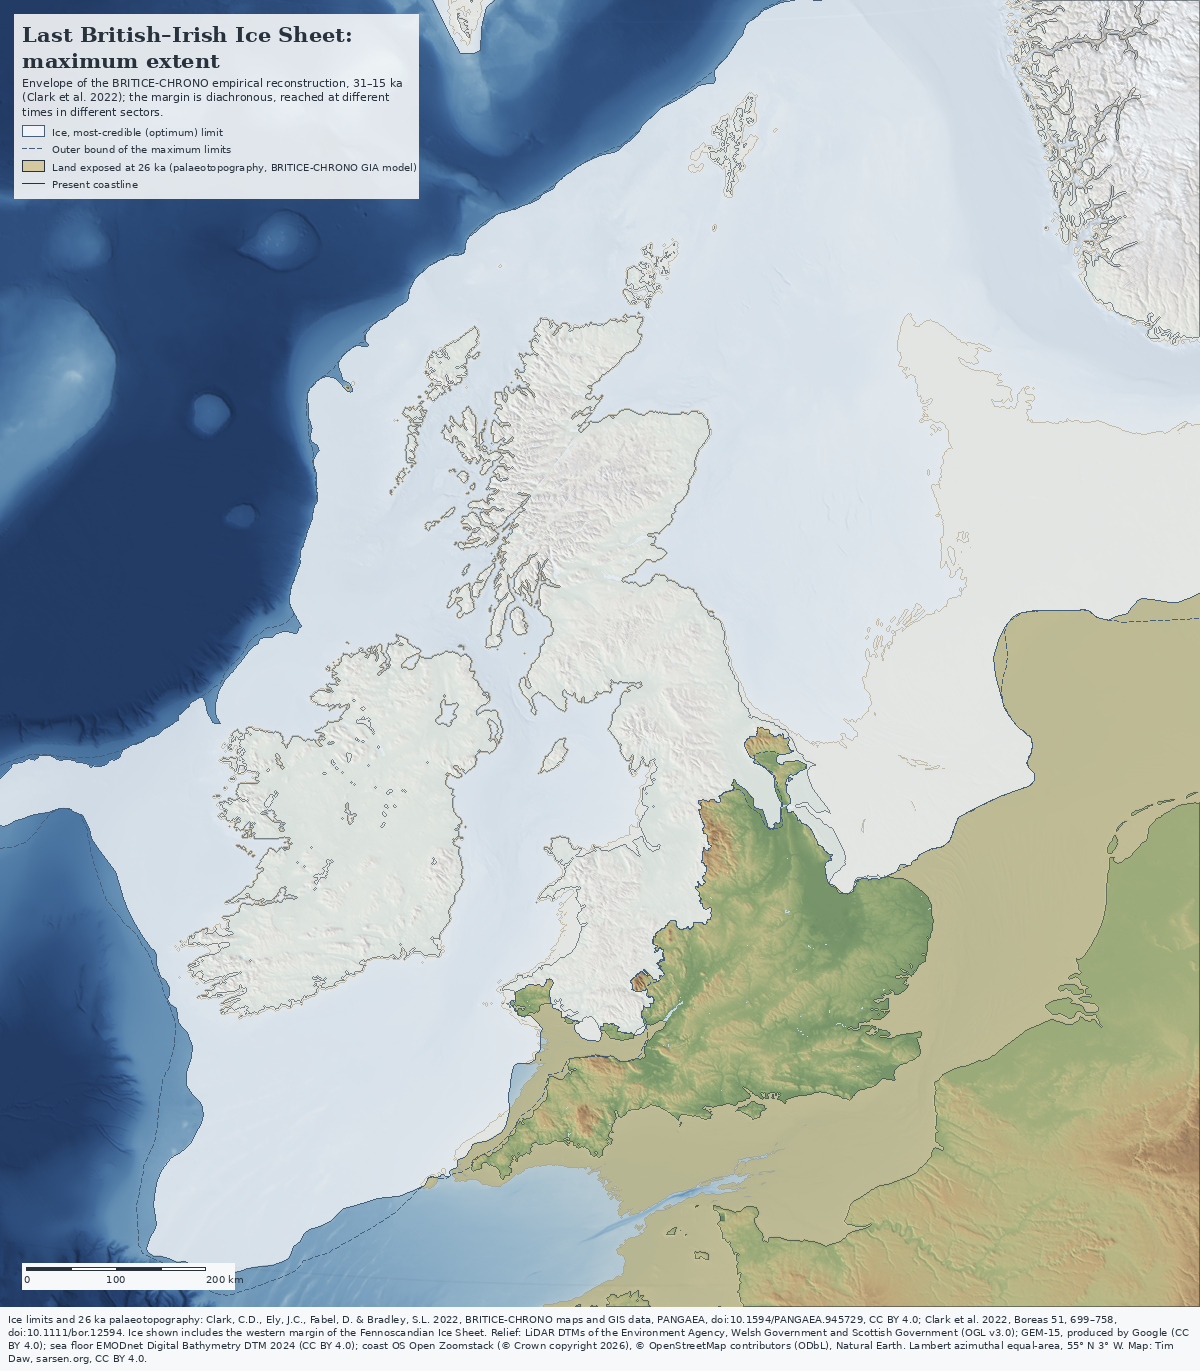 Last British–Irish Ice Sheet:
maximum extent
Envelope of the BRITICE-CHRONO empirical reconstruction, 31–15 ka
(Clark et al. 2022); the margin is diachronous, reached at different
times in different sectors.
Ice, most-credible (optimum) limit
Outer bound of the maximum limits
Land exposed at 26 ka (palaeotopography, BRITICE-CHRONO GIA model)
Present coastline
0 100 200 km
Ice limits and 26 ka palaeotopography: Clark, C.D., Ely, J.C., Fabel, D. & Bradley, S.L. 2022, BRITICE-CHRONO maps and GIS data, PANGAEA, doi:10.1594/PANGAEA.945729, CC BY 4.0; Clark et al. 2022, Boreas 51, 699–758,
doi:10.1111/bor.12594. Ice shown includes the western margin of the Fennoscandian Ice Sheet. Relief: LiDAR DTMs of the Environment Agency, Welsh Government and Scottish Government (OGL v3.0); GEM-15, produced by Google (CC
BY 4.0); sea floor EMODnet Digital Bathymetry DTM 2024 (CC BY 4.0); coast OS Open Zoomstack (© Crown copyright 2026), © OpenStreetMap contributors (ODbL), Natural Earth. Lambert azimuthal equal-area, 55° N 3° W. Map: Tim
Daw, sarsen.org, CC BY 4.0.